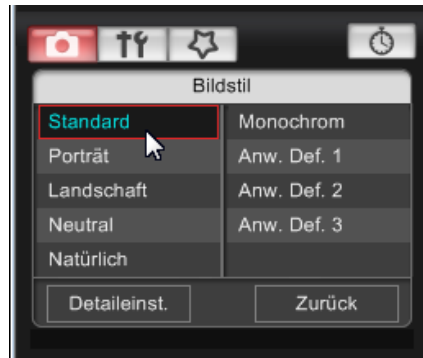 Bildstil
Standard
Monochrom
Porträt
Anw. Def. 1
Landschaft
Anw. Def. 2
Neutral
Anw. Def. 3
Natürlich
Detaileinst.
Zurück